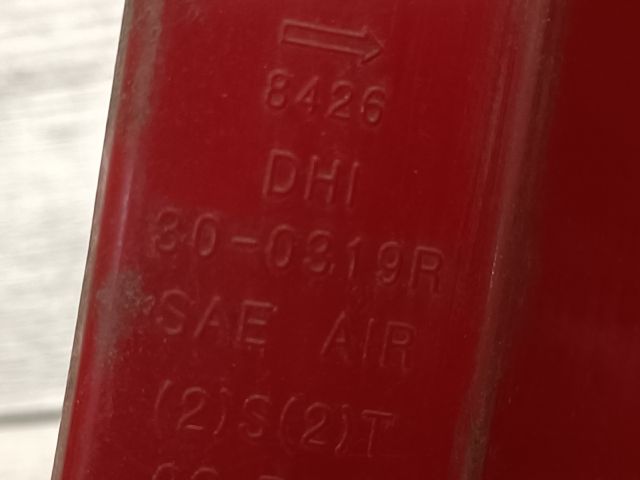 8426
DHI
30-0319R
SAE AIR
(2)S(2)T